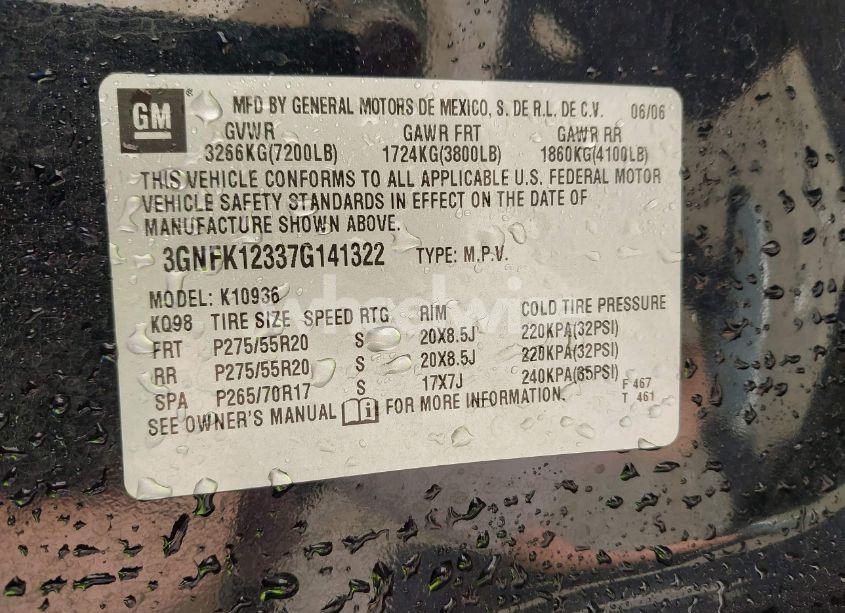 GM ® MFD BY GENERAL MOTORS DE MEXICO, S. DE R.L. DE C.V. 06/06
GVWR GAWR FRT GAWR RR
3266KG(7200LB) 1724KG(3800LB) 1860KG(4100LB)
THIS VEHICLE CONFORMS TO ALL APPLICABLE U.S. FEDERAL MOTOR
VEHICLE SAFETY STANDARDS IN EFFECT ON THE DATE OF
MANUFACTURE SHOWN ABOVE.
3GNFK12337G141322 TYPE: M.P.V.
MODEL: K10936
KQ98 TIRE SIZE SPEED RTG RIM COLD TIRE PRESSURE
FRT P275/55R20 S 20X8.5J 220KPA(32PSI)
RR P275/55R20 S 20X8.5J 220KPA(32PSI)
SPA P265/70R17 S 17X7J 240KPA(35PSI)
SEE OWNER'S MANUAL i FOR MORE INFORMATION.
F 467
T 461